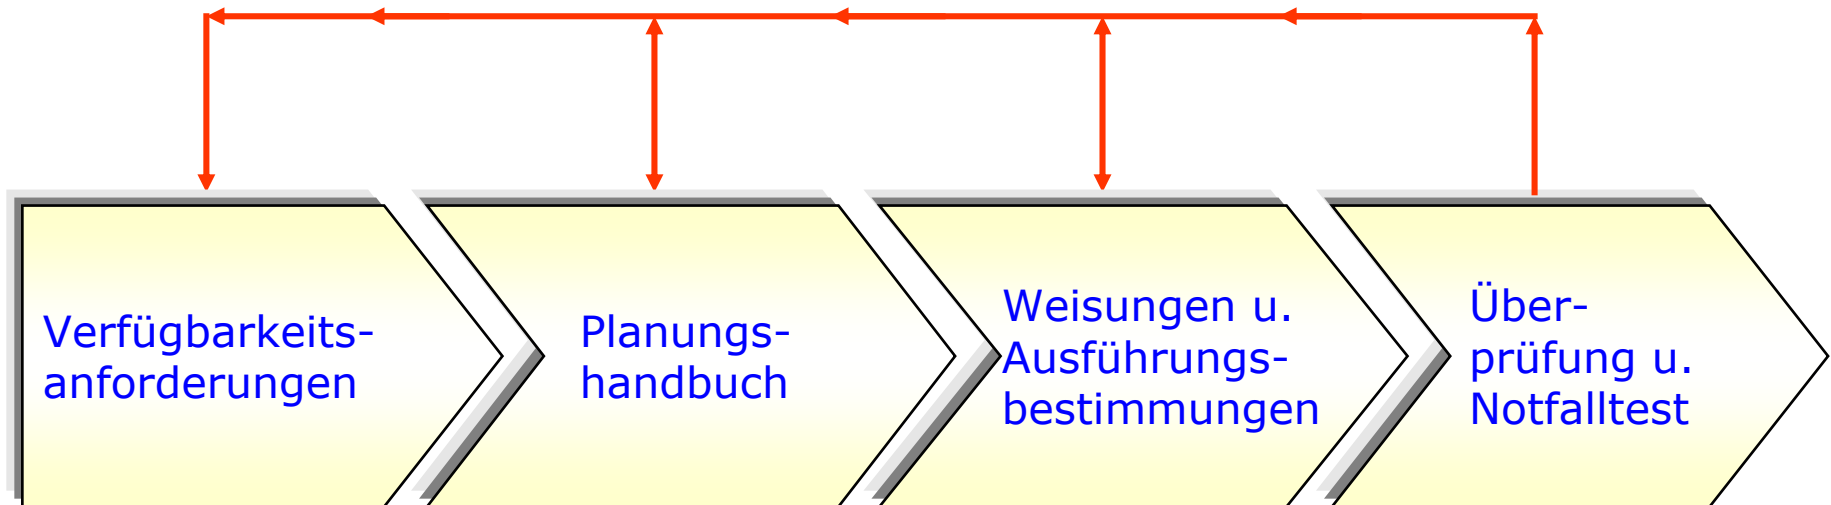 Verfügbarkeits-
anforderungen
Planungs-
handbuch
Weisungen u.
Ausführungs-
bestimmungen
Über-
prüfung u.
Notfalltest